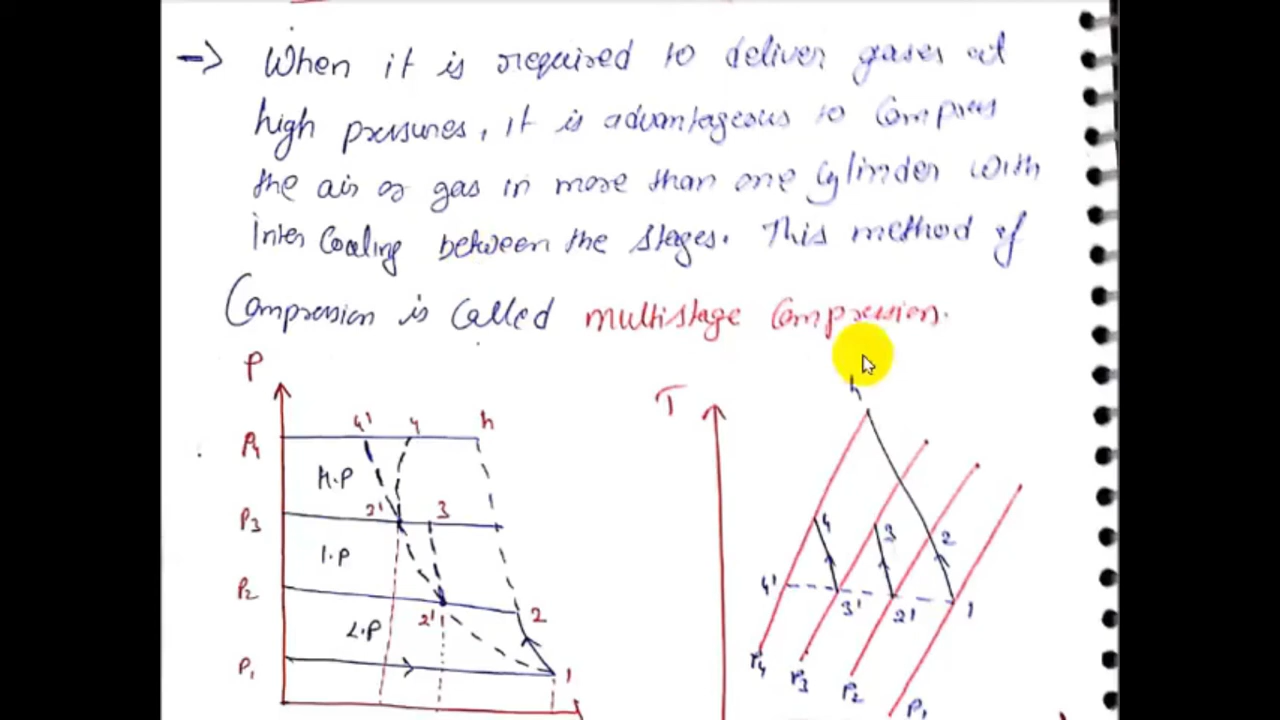 → When it is required to deliver gases at
high pressures, it is advantageous to compress
the air or gas in more than one cylinder with
inter cooling between the stages. This method of
Compression is called multistage compression.
P
P4
P3
P2
P1
4'
4
h
H.P
2'
3
I.P
2'
2
L.P
1
T
h
4
3
2
4'
3'
2'
1
P4
P3
P2
P1